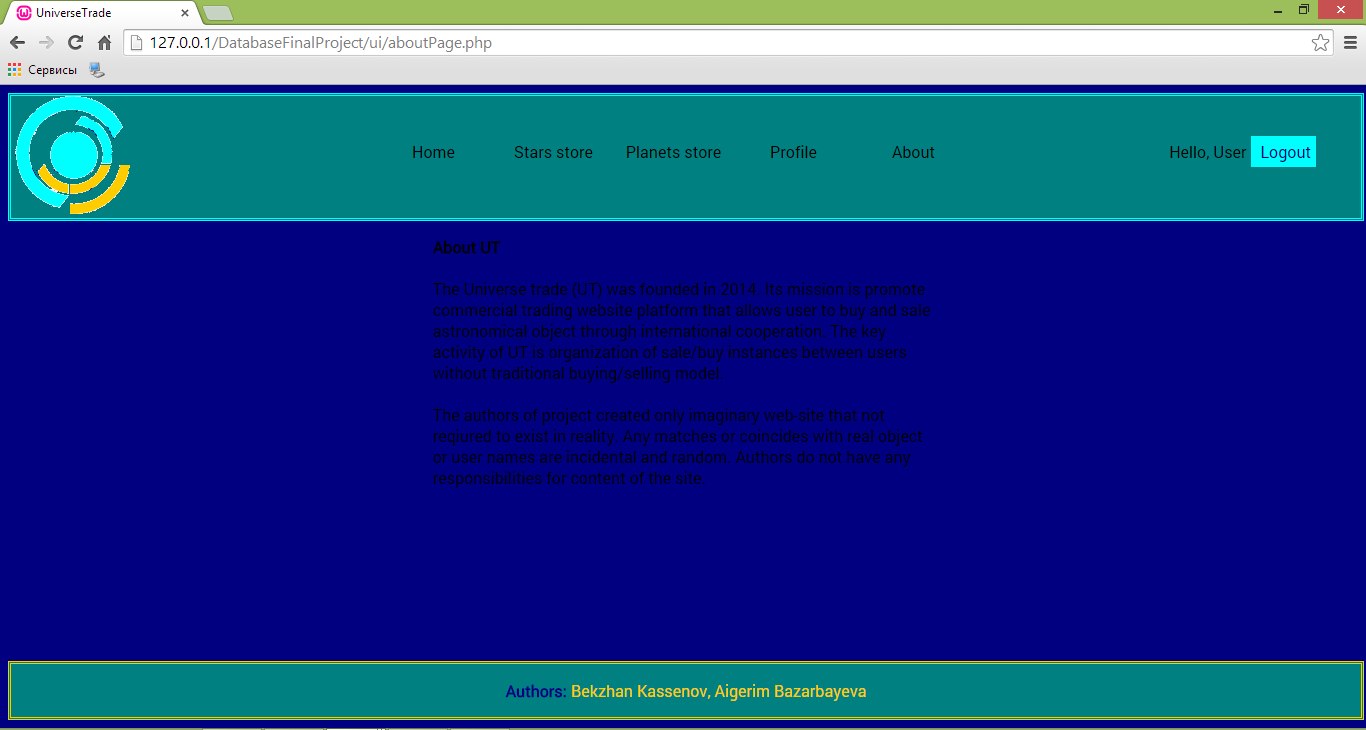 UniverseTrade
127.0.0.1/DatabaseFinalProject/ui/aboutPage.php
Сервисы
Home Stars store Planets store Profile About Hello, User Logout
About UT
The Universe trade (UT) was founded in 2014. Its mission is promote
commercial trading website platform that allows user to buy and sale
astronomical object through international cooperation. The key
activity of UT is organization of sale/buy instances between users
without traditional buying/selling model.
The authors of project created only imaginary web-site that not
reqiured to exist in reality. Any matches or coincides with real object
or user names are incidental and random. Authors do not have any
responsibilities for content of the site.
Authors: Bekzhan Kassenov, Aigerim Bazarbayeva